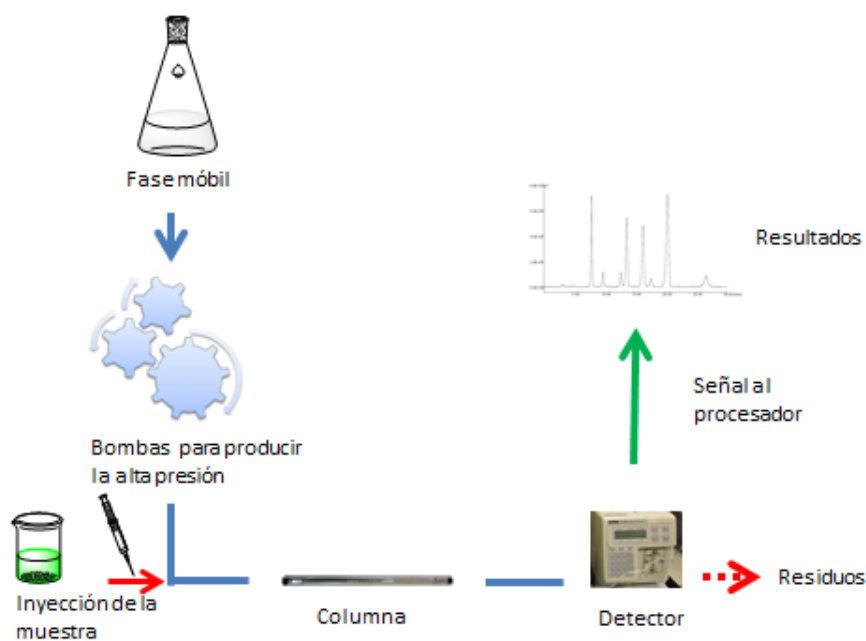 Fase móbil
Bombas para producir
la alta presión
Inyección de la
muestra
Columna
Detector
Residuos
Señal al
procesador
Resultados